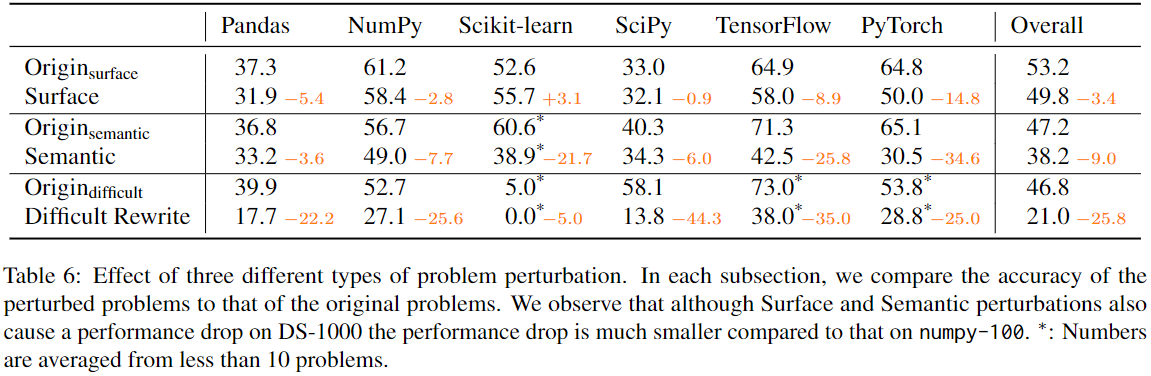 Pandas NumPy Scikit-learn SciPy TensorFlow PyTorch Overall
Origin_surface 37.3 61.2 52.6 33.0 64.9 64.8 53.2
Surface 31.9 −5.4 58.4 −2.8 55.7 +3.1 32.1 −0.9 58.0 −8.9 50.0 −14.8 49.8 −3.4
Origin_semantic 36.8 56.7 60.6* 40.3 71.3 65.1 47.2
Semantic 33.2 −3.6 49.0 −7.7 38.9* −21.7 34.3 −6.0 42.5 −25.8 30.5 −34.6 38.2 −9.0
Origin_difficult 39.9 52.7 5.0* 58.1 73.0* 53.8* 46.8
Difficult Rewrite 17.7 −22.2 27.1 −25.6 0.0* −5.0 13.8 −44.3 38.0* −35.0 28.8* −25.0 21.0 −25.8
Table 6: Effect of three different types of problem perturbation. In each subsection, we compare the accuracy of the
perturbed problems to that of the original problems. We observe that although Surface and Semantic perturbations also
cause a performance drop on DS-1000 the performance drop is much smaller compared to that on numpy-100. *: Numbers
are averaged from less than 10 problems.